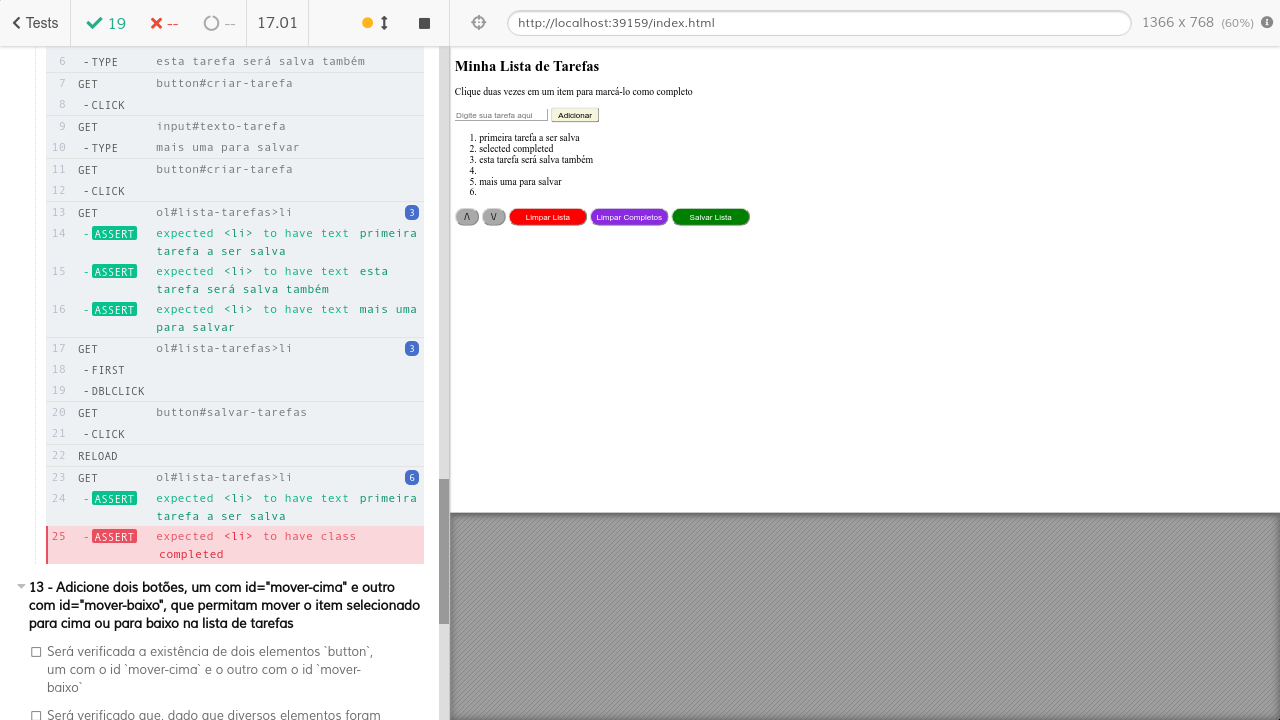 Tests
19
--
--
17.01
http://localhost:39159/index.html
1366 x 768 (60%)
6 -TYPE esta tarefa será salva também
7 GET button#criar-tarefa
8 -CLICK
9 GET input#texto-tarefa
10 -TYPE mais uma para salvar
11 GET button#criar-tarefa
12 -CLICK
13 GET ol#lista-tarefas>li 3
14 -ASSERT expected <li> to have text primeira
tarefa a ser salva
15 -ASSERT expected <li> to have text esta
tarefa será salva também
16 -ASSERT expected <li> to have text mais uma
para salvar
17 GET ol#lista-tarefas>li 3
18 -FIRST
19 -DBLCLICK
20 GET button#salvar-tarefas
21 -CLICK
22 RELOAD
23 GET ol#lista-tarefas>li 6
24 -ASSERT expected <li> to have text primeira
tarefa a ser salva
25 -ASSERT expected <li> to have class
completed
13 - Adicione dois botões, um com id="mover-cima" e outro
com id="mover-baixo", que permitam mover o item selecionado
para cima ou para baixo na lista de tarefas
Será verificada a existência de dois elementos `button`,
um com o id `mover-cima` e o outro com o id `mover-
baixo`
Será verificado que, dado que diversos elementos foram
Minha Lista de Tarefas
Clique duas vezes em um item para marcá-lo como completo
Digite sua tarefa aqui Adicionar
1. primeira tarefa a ser salva
2. selected completed
3. esta tarefa será salva também
4.
5. mais uma para salvar
6.
Λ V Limpar Lista Limpar Completos Salvar Lista